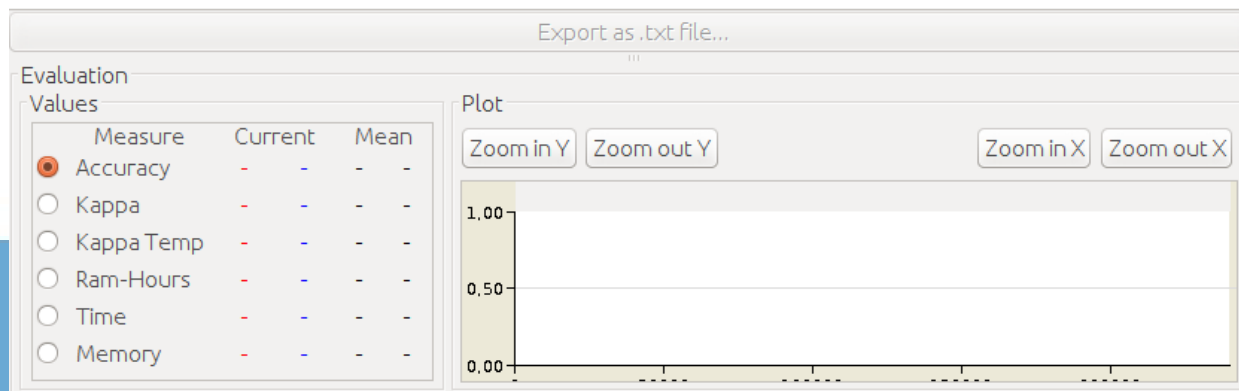 Export as .txt file...
Evaluation
Values
Measure Current Mean
Accuracy - - - -
Kappa - - - -
Kappa Temp - - - -
Ram-Hours - - - -
Time - - - -
Memory - - - -
Plot
Zoom in Y Zoom out Y Zoom in X Zoom out X
1,00
0,50
0,00